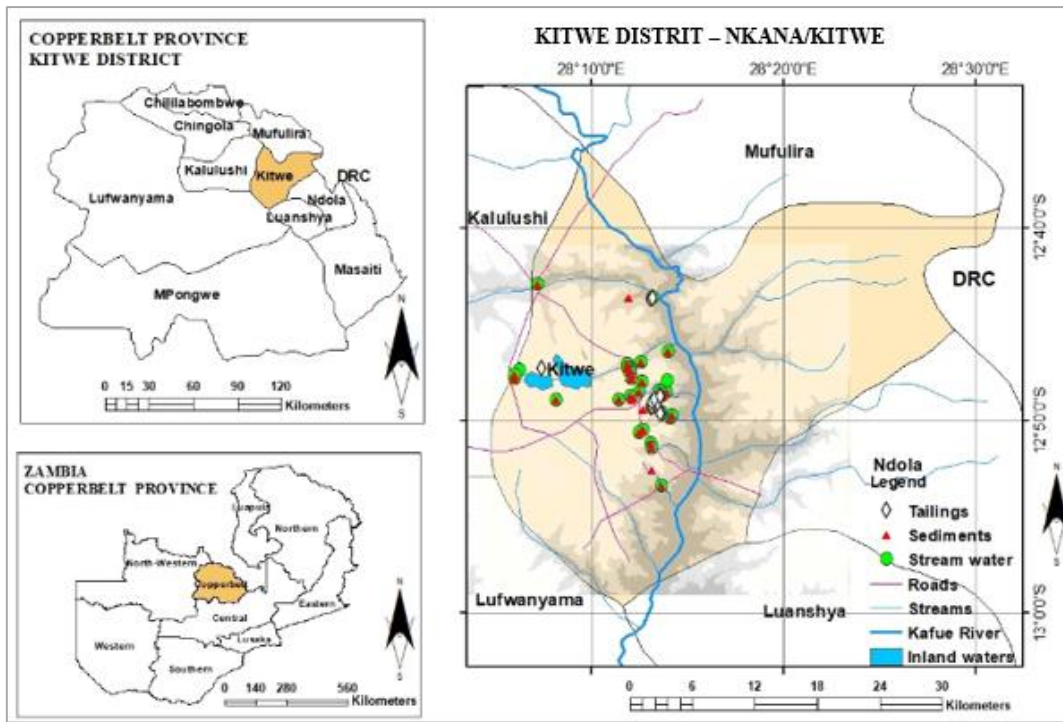 COPPERBELT PROVINCE
KITWE DISTRICT
Chililabombwe
Chingola
Mufulira
Kalulushi
Kitwe
DRC
Lufwanyama
Ndola
Luanshya
Masaiti
MPongwe
N
S
0 15 30 60 90 120
Kilometers
ZAMBIA
COPPERBELT PROVINCE
Luapula
Northern
North-Western
Copperbelt
Eastern
Central
Lusaka
Western
Southern
N
S
0 140 280 560
Kilometers
KITWE DISTRIT – NKANA/KITWE
28°10'0"E 28°20'0"E 28°30'0"E
Mufulira
Kalulushi
12°40'0"S
DRC
Kitwe
12°50'0"S
Ndola
Legend
Tailings
Sediments
Stream water
Roads
Streams
Kafue River
Inland waters
N
S
Lufwanyama
Luanshya
13°0'0"S
0 3 6 12 18 24 30
Kilometers